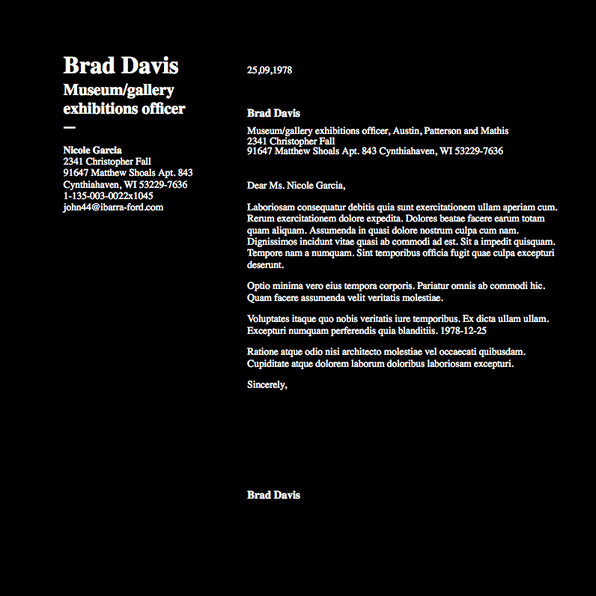 Brad Davis
Museum/gallery
exhibitions officer
—
Nicole Garcia
2341 Christopher Fall
91647 Matthew Shoals Apt. 843
Cynthiahaven, WI 53229-7636
1-135-003-0022x1045
john44@ibarra-ford.com
25,09,1978
Brad Davis
Museum/gallery exhibitions officer, Austin, Patterson and Mathis
2341 Christopher Fall
91647 Matthew Shoals Apt. 843 Cynthiahaven, WI 53229-7636
Dear Ms. Nicole Garcia,
Laboriosam consequatur debitis quia sunt exercitationem ullam aperiam cum.
Rerum exercitationem dolore expedita. Dolores beatae facere earum totam
quam aliquam. Assumenda in quasi dolore nostrum culpa cum nam.
Dignissimos incidunt vitae quasi ab commodi ad est. Sit a impedit quisquam.
Tempore nam a numquam. Sint temporibus officia fugit quae culpa excepturi
deserunt.
Optio minima vero eius tempora corporis. Pariatur omnis ab commodi hic.
Quam facere assumenda velit veritatis molestiae.
Voluptates itaque quo nobis veritatis iure temporibus. Ex dicta ullam ullam.
Excepturi numquam perferendis quia blanditiis. 1978-12-25
Ratione atque odio nisi architecto molestiae vel occaecati quibusdam.
Cupiditate atque dolorem laborum doloribus laboriosam excepturi.
Sincerely,
Brad Davis